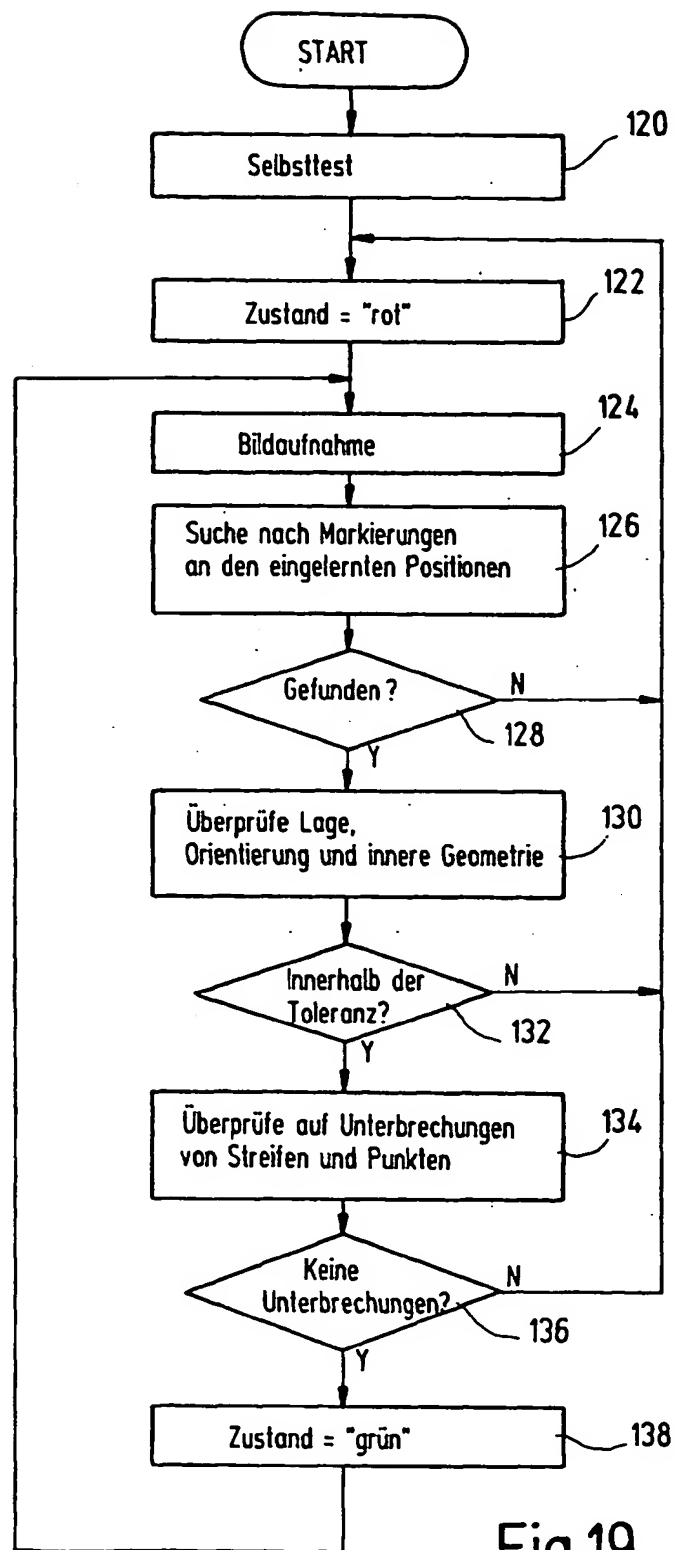 START
Selbsttest
120
Zustand = "rot"
122
Bildaufnahme
124
Suche nach Markierungen
an den eingelernten Positionen
126
Gefunden?
N
128
Y
Überprüfe Lage,
Orientierung und innere Geometrie
130
Innerhalb der
Toleranz?
N
132
Y
Überprüfe auf Unterbrechungen
von Streifen und Punkten
134
Keine
Unterbrechungen?
N
136
Y
Zustand = "grün"
138
Fig.19